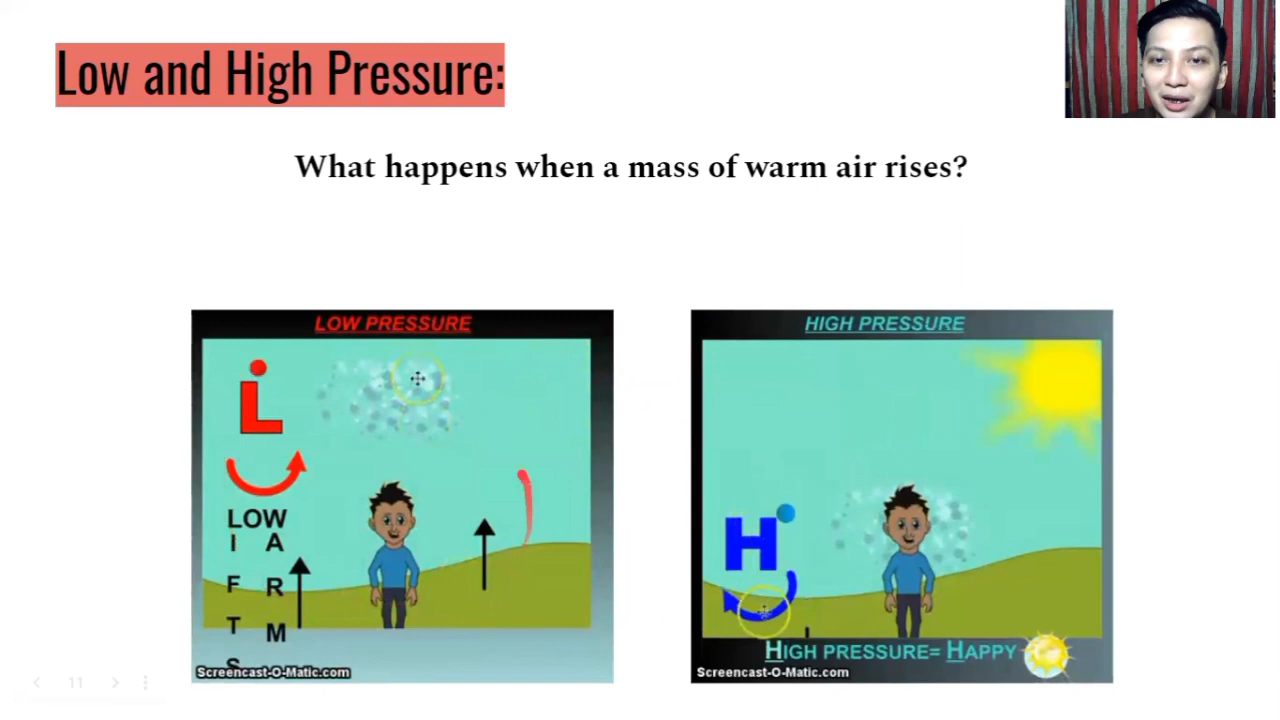 Low and High Pressure:
What happens when a mass of warm air rises?
LOW PRESSURE
L
LOW
I A
F R
T M
S
Screencast-O-Matic.com
HIGH PRESSURE
H
HIGH PRESSURE= HAPPY
Screencast-O-Matic.com
11